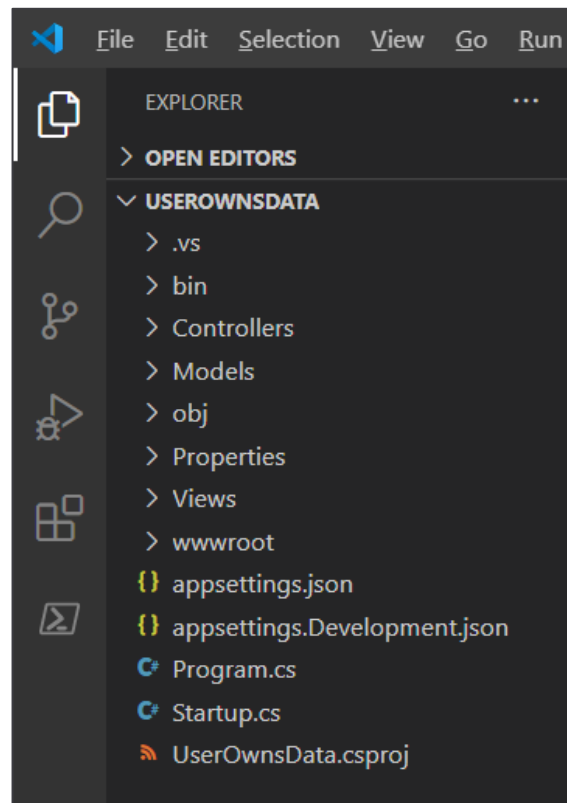 File Edit Selection View Go Run
EXPLORER
OPEN EDITORS
USEROWNSDATA
.vs
bin
Controllers
Models
obj
Properties
Views
wwwroot
{} appsettings.json
{} appsettings.Development.json
C# Program.cs
C# Startup.cs
UserOwnsData.csproj